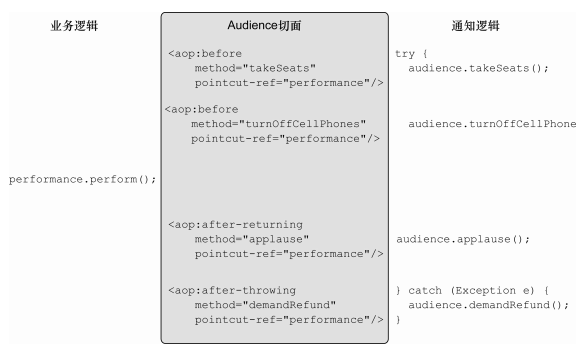 业务逻辑 Audience切面 通知逻辑
<aop:before try {
method="takeSeats" audience.takeSeats();
pointcut-ref="performance"/>
<aop:before
method="turnOffCellPhones" audience.turnOffCellPhone
pointcut-ref="performance"/>
performance.perform();
<aop:after-returning
method="applause" audience.applause();
pointcut-ref="performance"/>
<aop:after-throwing } catch (Exception e) {
method="demandRefund" audience.demandRefund();
pointcut-ref="performance"/> }